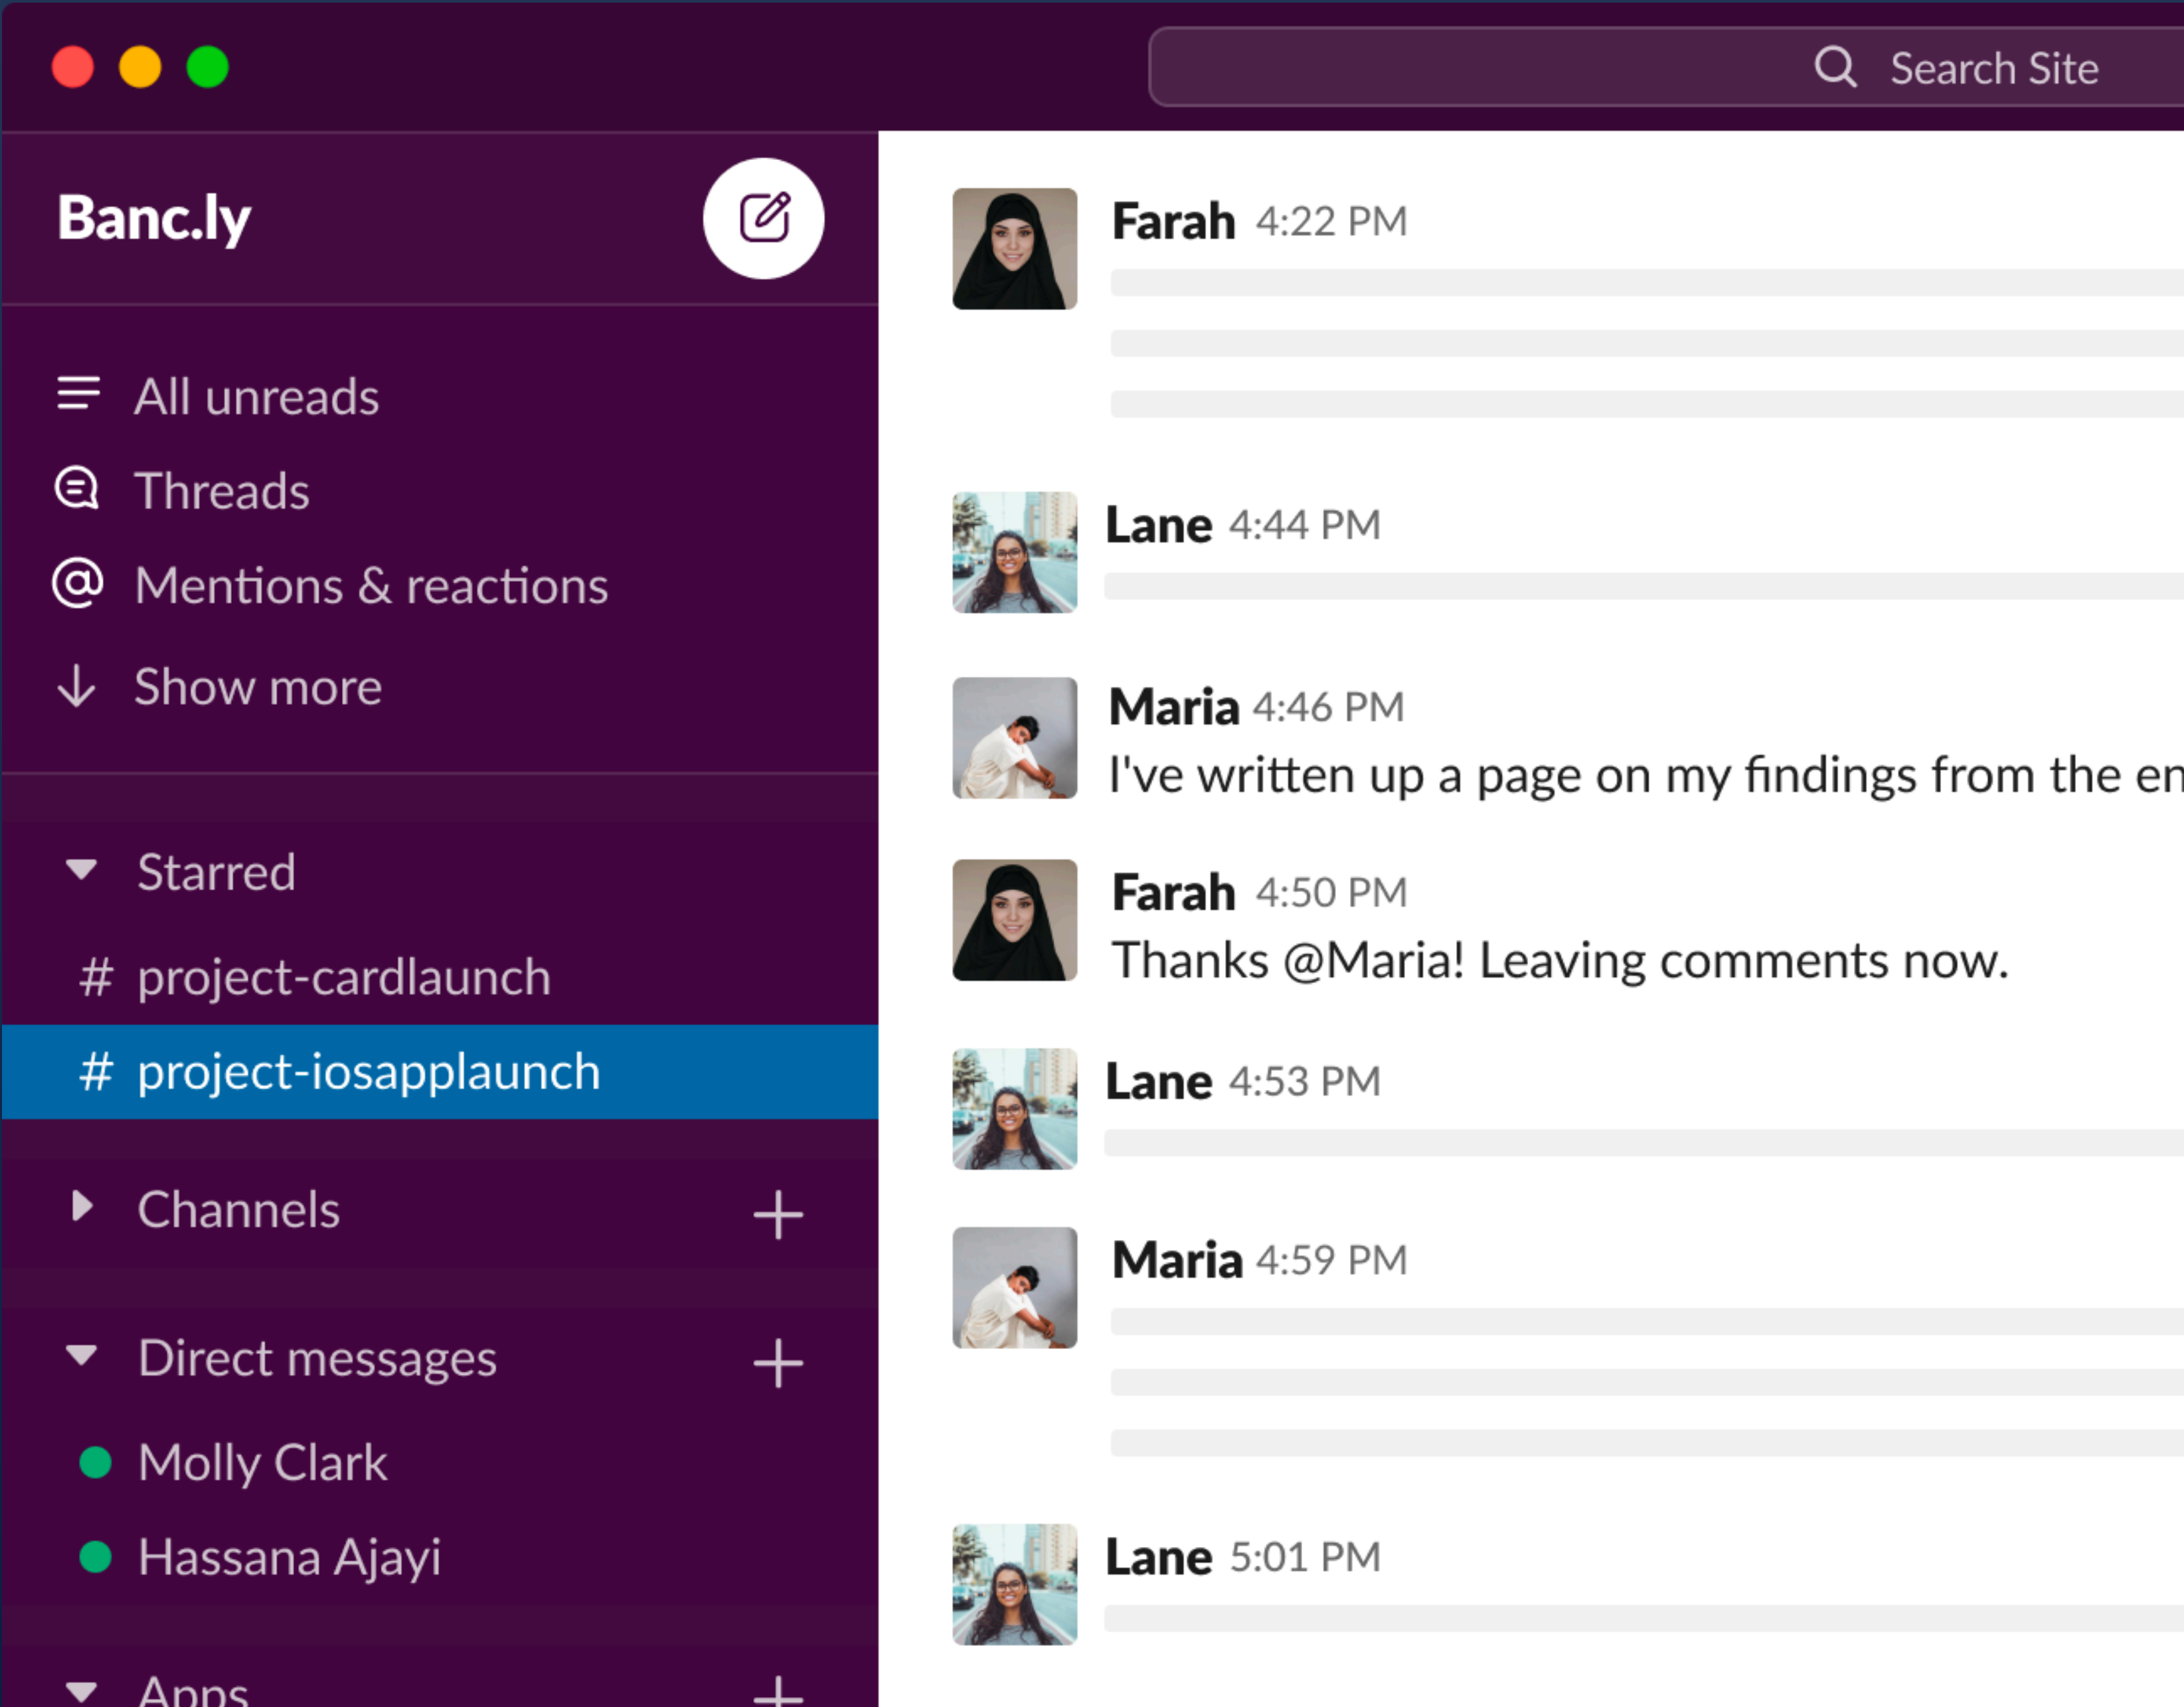 Search Site
Banc.ly
All unreads
Threads
@ Mentions & reactions
Show more
Starred
# project-cardlaunch
# project-iosapplaunch
Channels
Direct messages
Molly Clark
Hassana Ajayi
Apps
Farah 4:22 PM
Lane 4:44 PM
Maria 4:46 PM
I've written up a page on my findings from the en
Farah 4:50 PM
Thanks @Maria! Leaving comments now.
Lane 4:53 PM
Maria 4:59 PM
Lane 5:01 PM